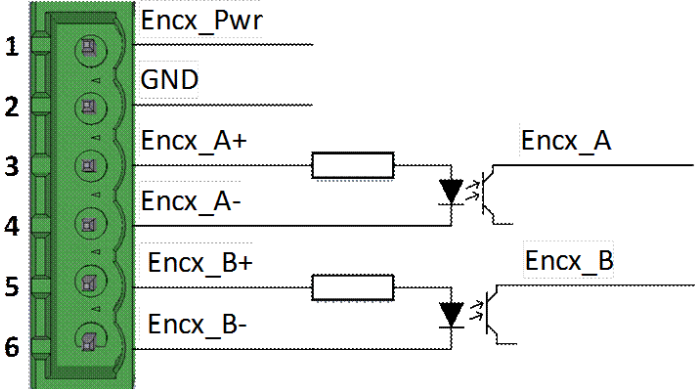 Encx_Pwr
1
GND
2
Encx_A+
Encx_A
3
Encx_A-
4
Encx_B+
Encx_B
5
Encx_B-
6